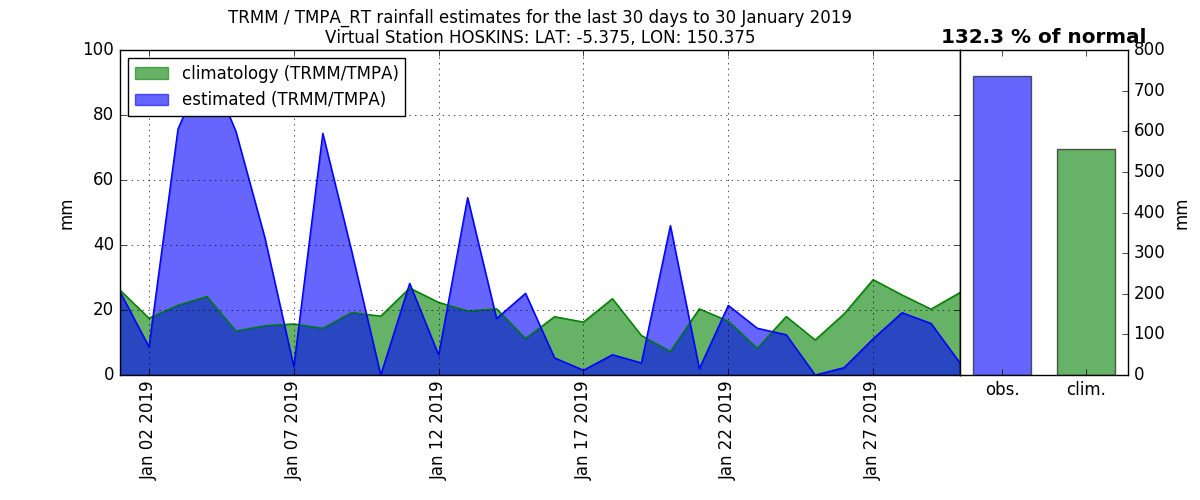 TRMM / TMPA_RT rainfall estimates for the last 30 days to 30 January 2019
Virtual Station HOSKINS: LAT: -5.375, LON: 150.375
132.3 % of normal
climatology (TRMM/TMPA)
estimated (TRMM/TMPA)
100
80
60
40
20
0
mm
Jan 02 2019
Jan 07 2019
Jan 12 2019
Jan 17 2019
Jan 22 2019
Jan 27 2019
800
700
600
500
400
300
200
100
0
mm
obs.
clim.